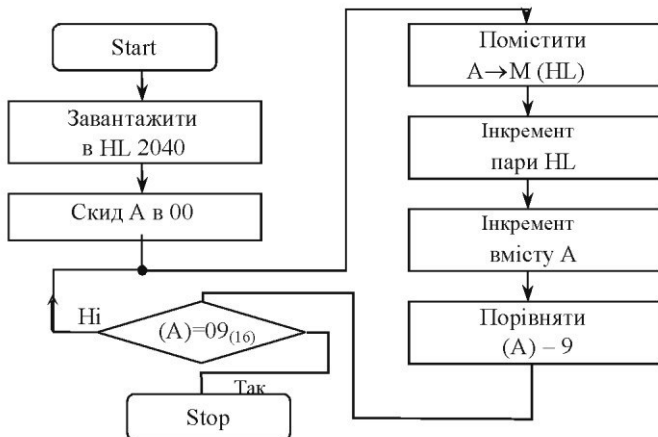 Start
Завантажити
в HL 2040
Скид А в 00
Ні
(А)=09(16)
Так
Stop
Помістити
А→М (HL)
Інкремент
пари HL
Інкремент
вмісту А
Порівняти
(А) – 9